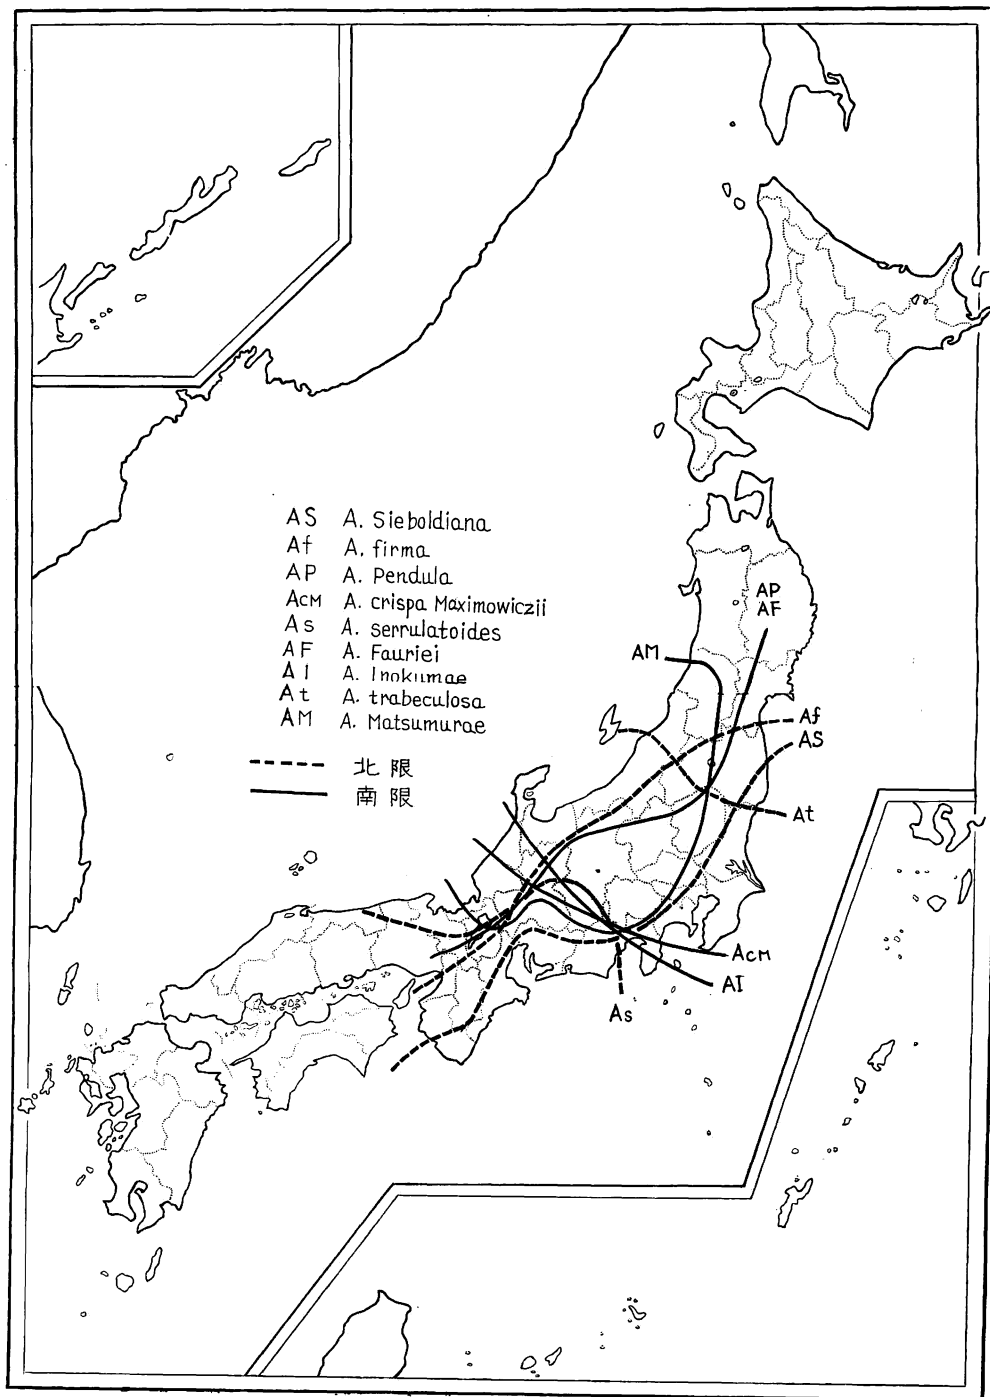 AS A. Sieboldiana
Af A. firma
AP A. Pendula
AcM A. crispa Maximowiczii
As A. serrulatoides
AF A. Fauriei
AI A. Inokumae
At A. trabeculosa
AM A. Matsumurae
北限
南限
AP
AF
AM
Af
AS
At
AcM
AI
As